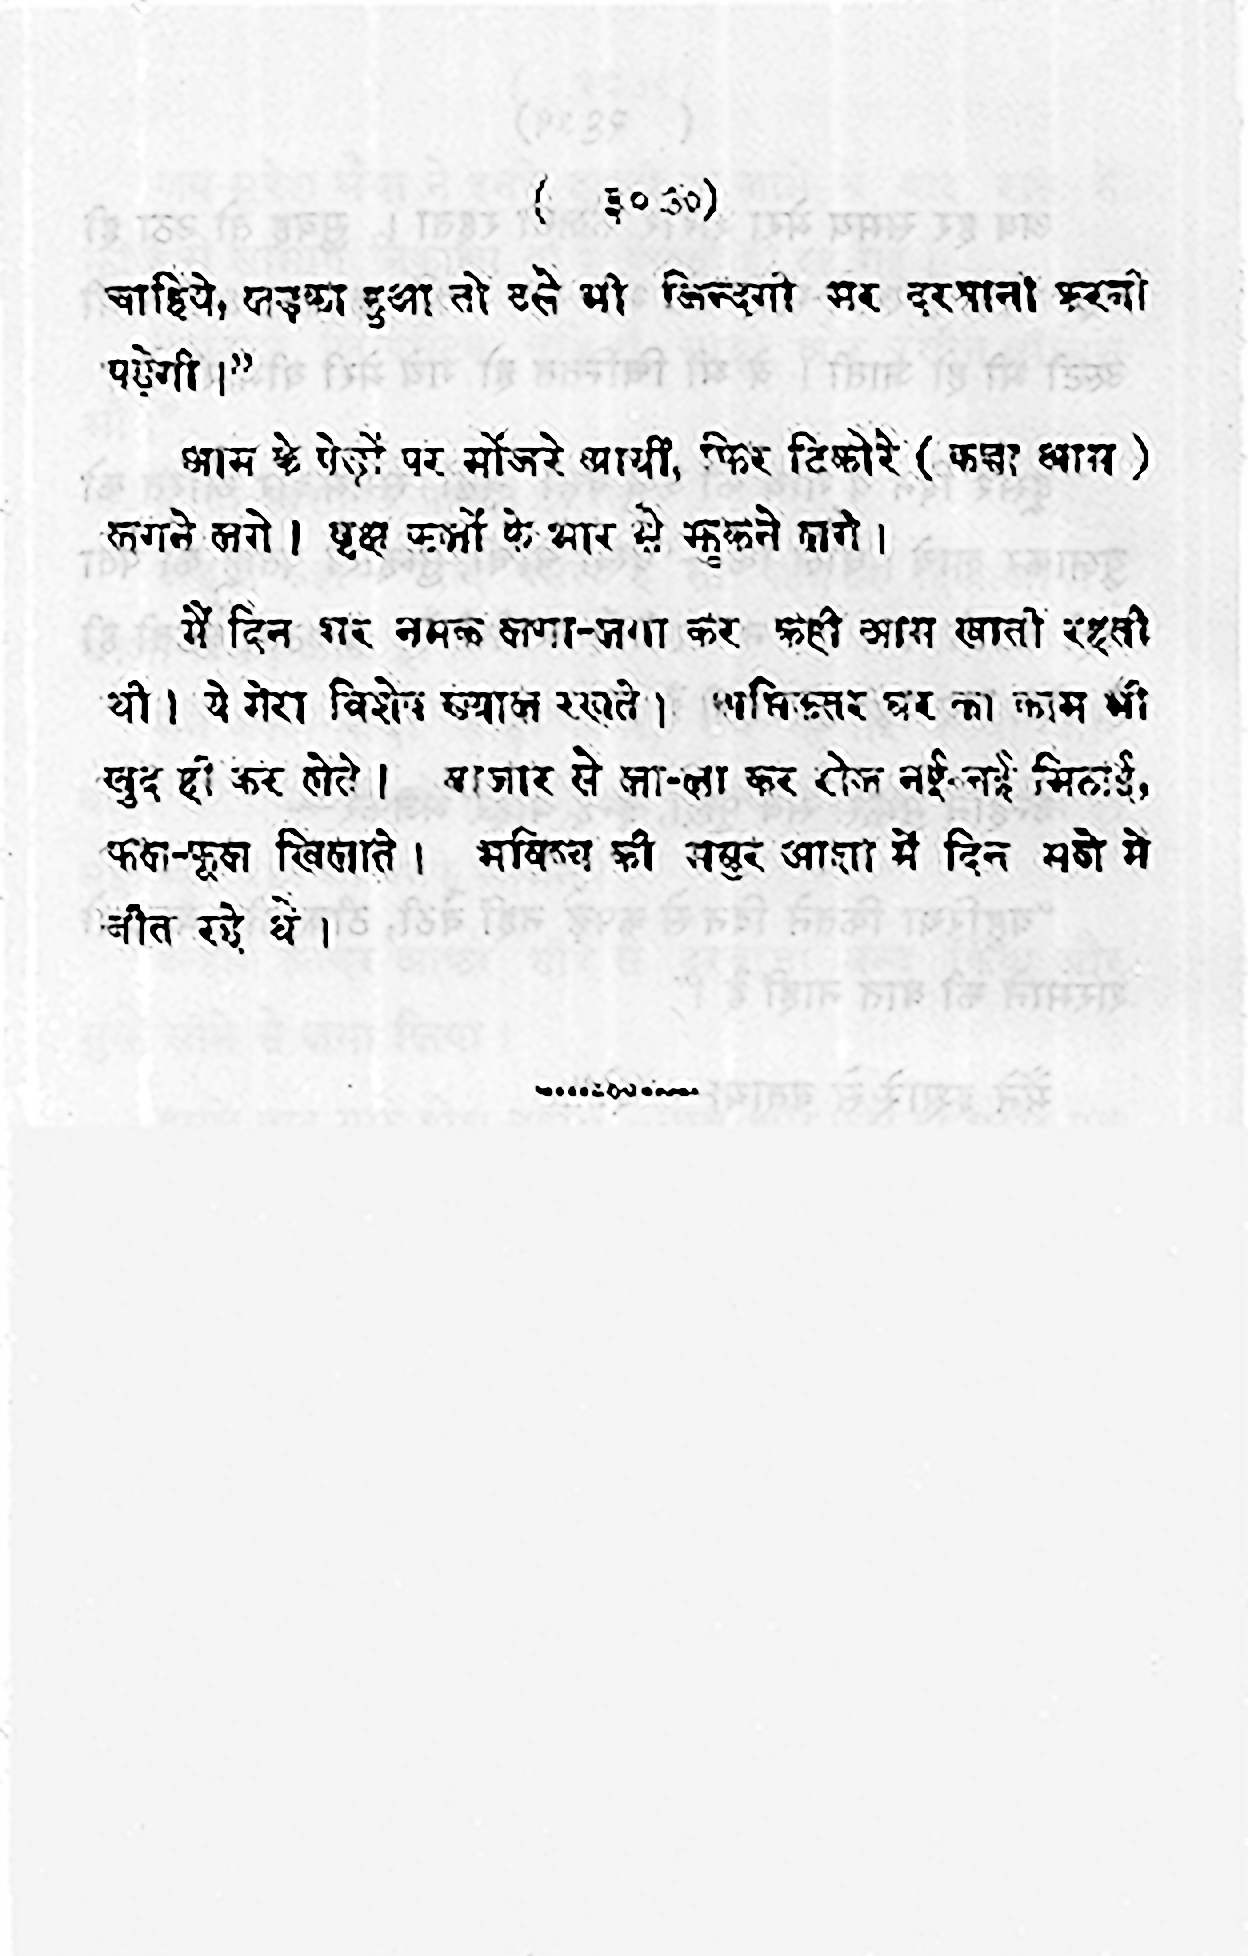 चाहिये, लड़का हुआ तो उसे भी जिन्दगी भर दरवानी करनी
पड़ेगी।”
आम के पेड़ों पर मोंजरे आयीं, फिर टिकोरे ( कच्चा आम )
लगने लगे। वृक्ष फलों के भार से झूकने लगे।
मैं दिन भर नमक लगा-लगा कर कच्ची आम खाती रहती
थी। ये मेरा विशेष ख्याल रखते। अधिकतर घर का काम भी
खुद ही कर लेते। बाजार से ला-ला कर रोज नई-नई मिठाई,
फल-फूल खिलाते। भविष्य की मधुर आशा में दिन मजे में
बीत रहे थे।